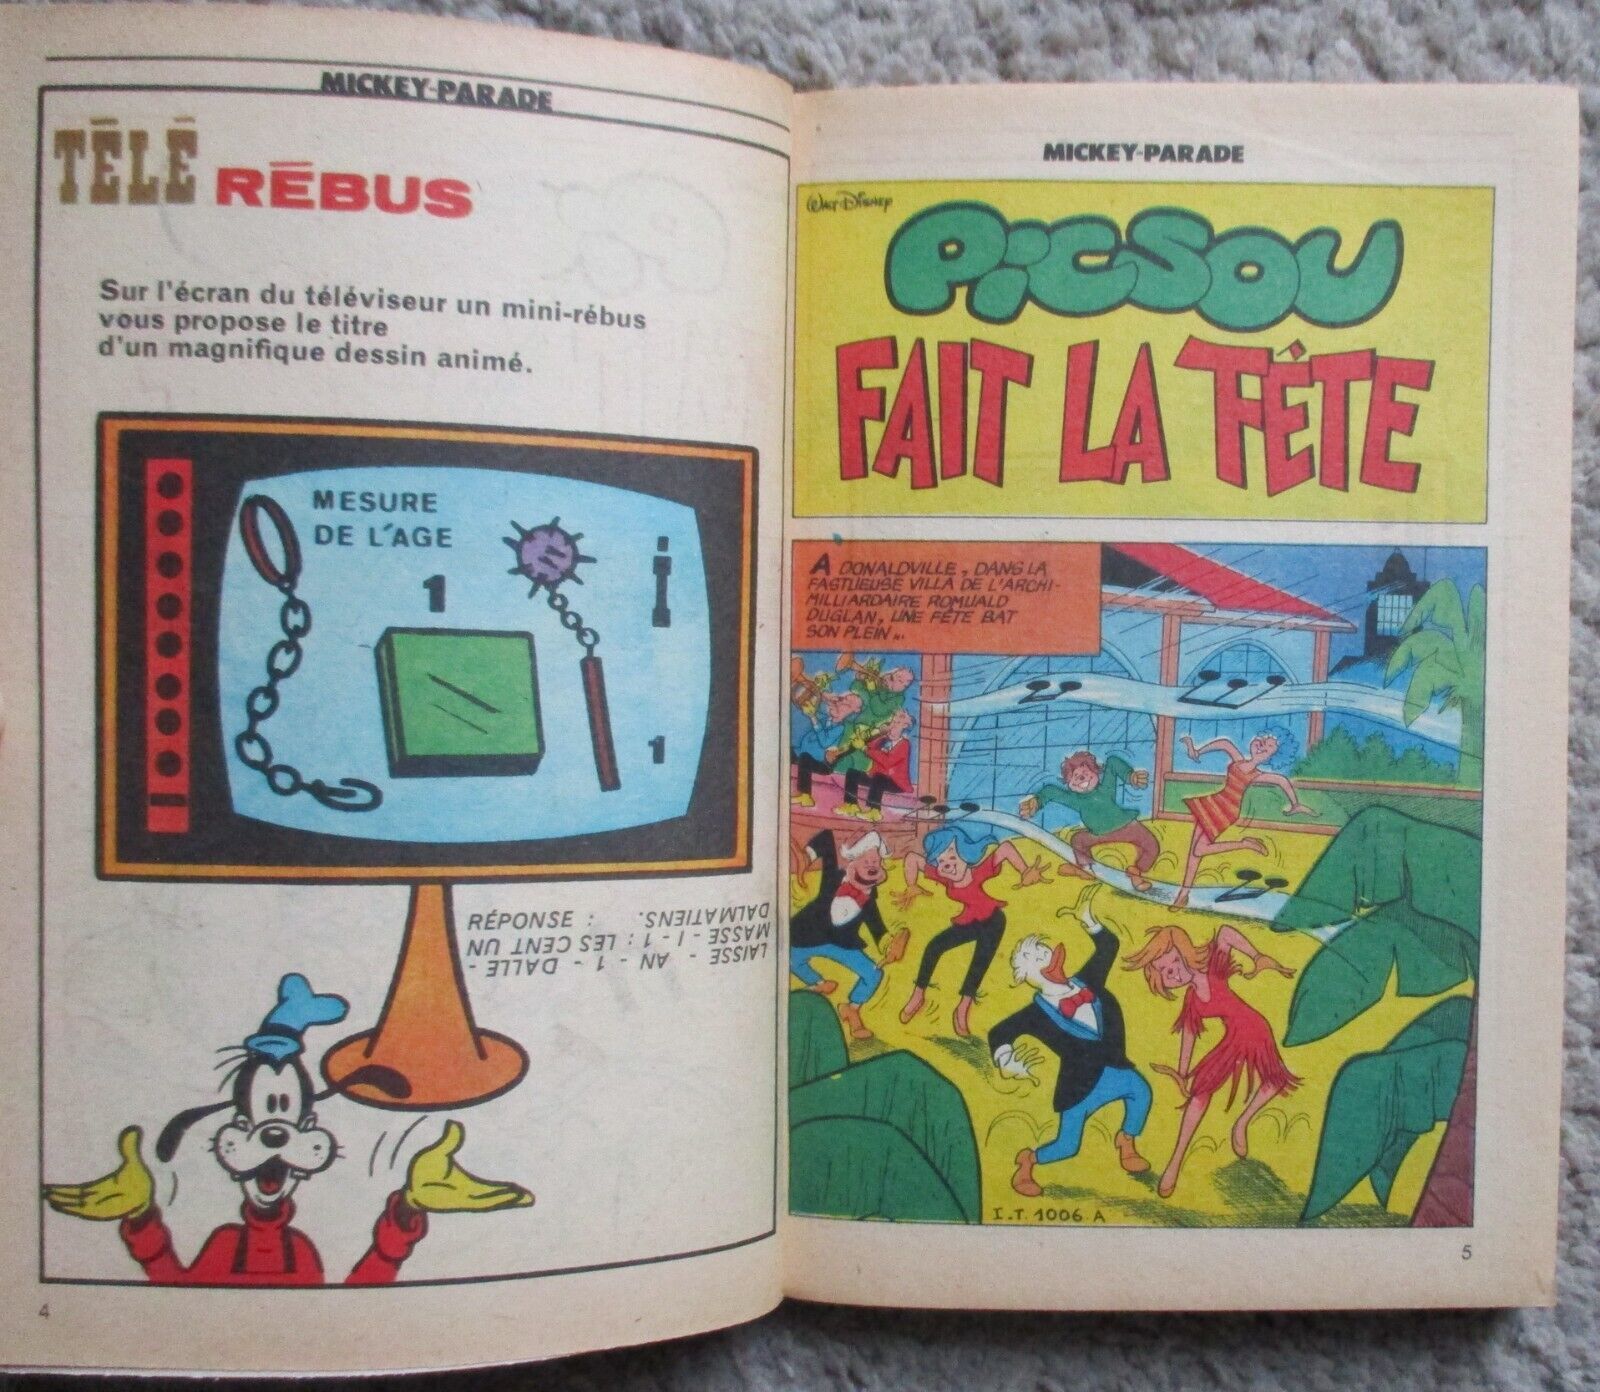 MICKEY-PARADE
TÉLÉ RÉBUS
Sur l'écran du téléviseur un mini-rébus
vous propose le titre
d'un magnifique dessin animé.
MESURE
DE L'AGE
1
i
1
RÉPONSE :
LAISSE - AN - 1 - DALLE -
MASSE - I - 1 : LES CENT UN
DALMATIENS.
4
MICKEY-PARADE
WALT DISNEY
PICSOU
FAIT LA FÊTE
A DONALDVILLE, DANS LA
FASTUEUSE VILLA DE L'ARCHI-
MILLIARDAIRE ROMUALD
DUGLAN, UNE FÊTE BAT
SON PLEIN...
I.T. 1006.A
5